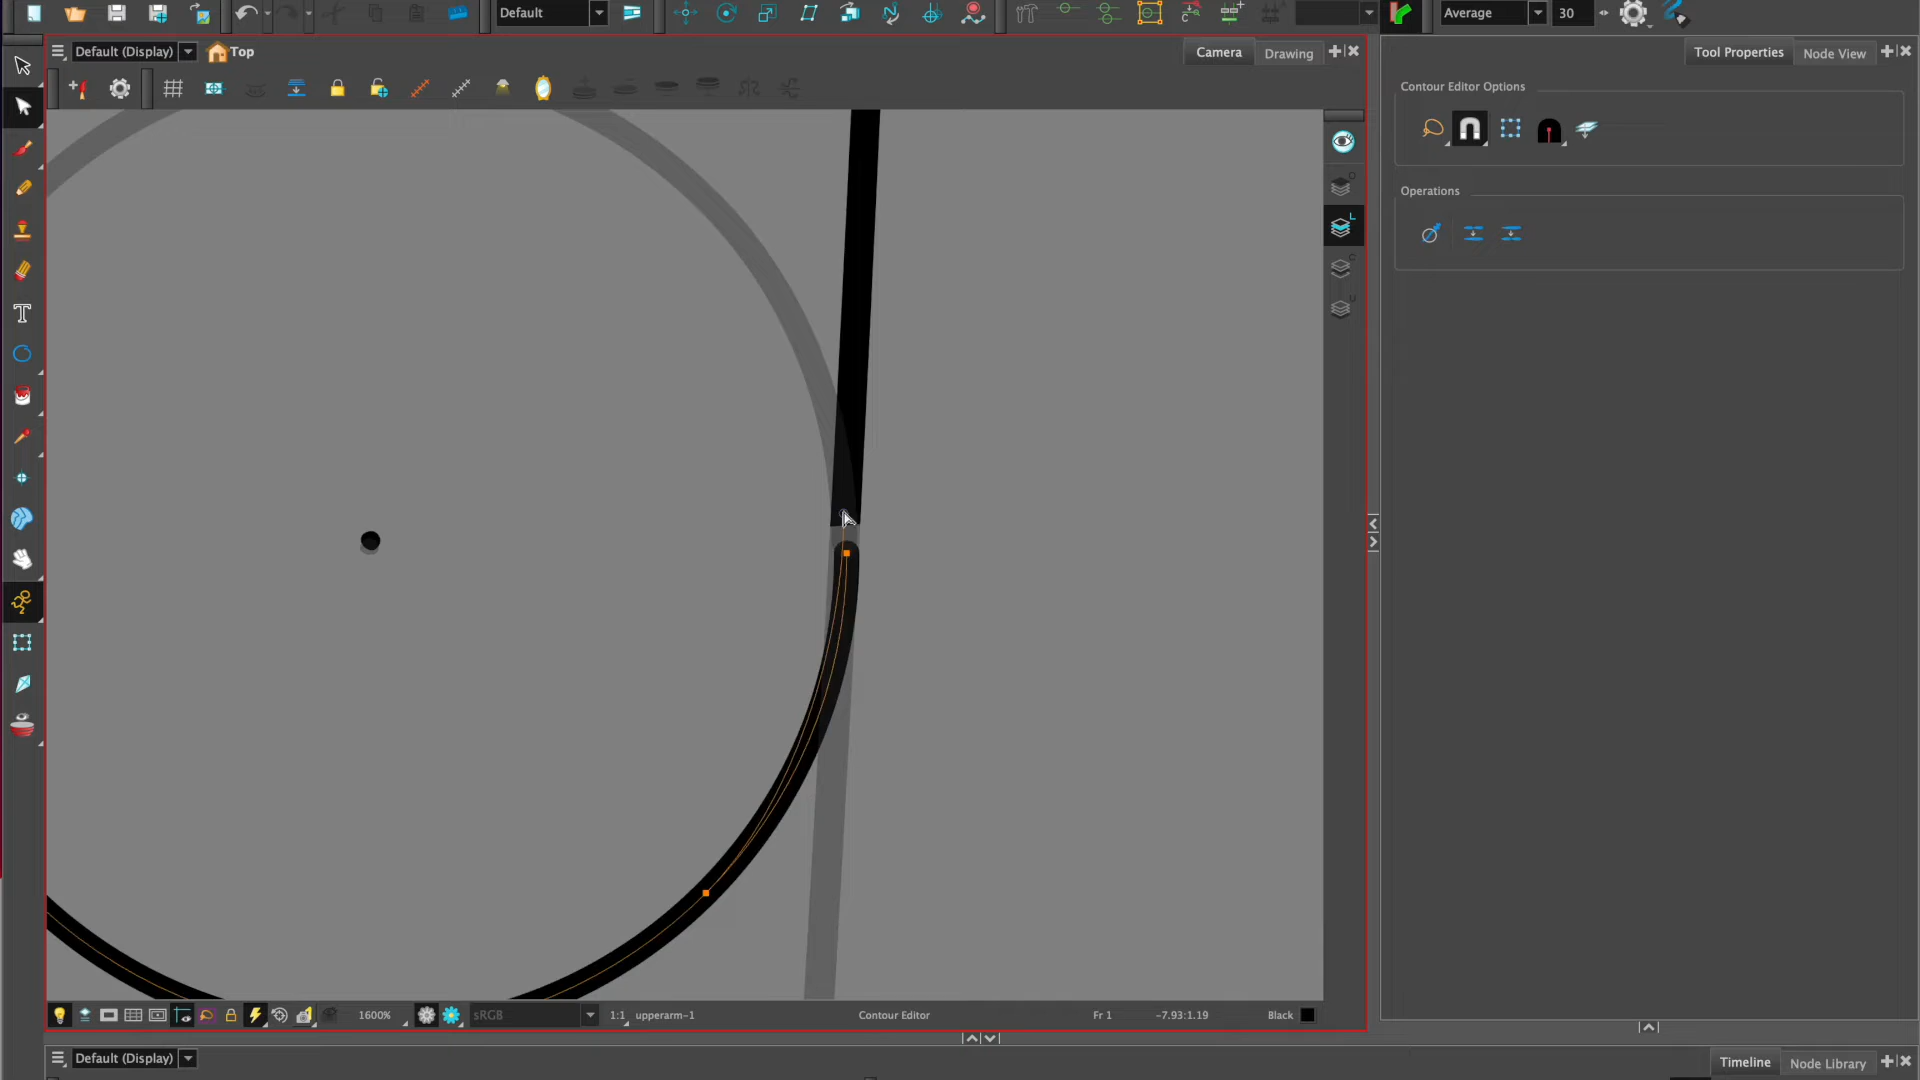 Default
Average
30
Default (Display)
Top
Camera
Drawing
Tool Properties
Node View
Contour Editor Options
Operations
T
O
L
C
U
1600%
sRGB
1:1
upperarm-1
Contour Editor
Fr 1
-7.93:1.19
Black
Default (Display)
Timeline
Node Library